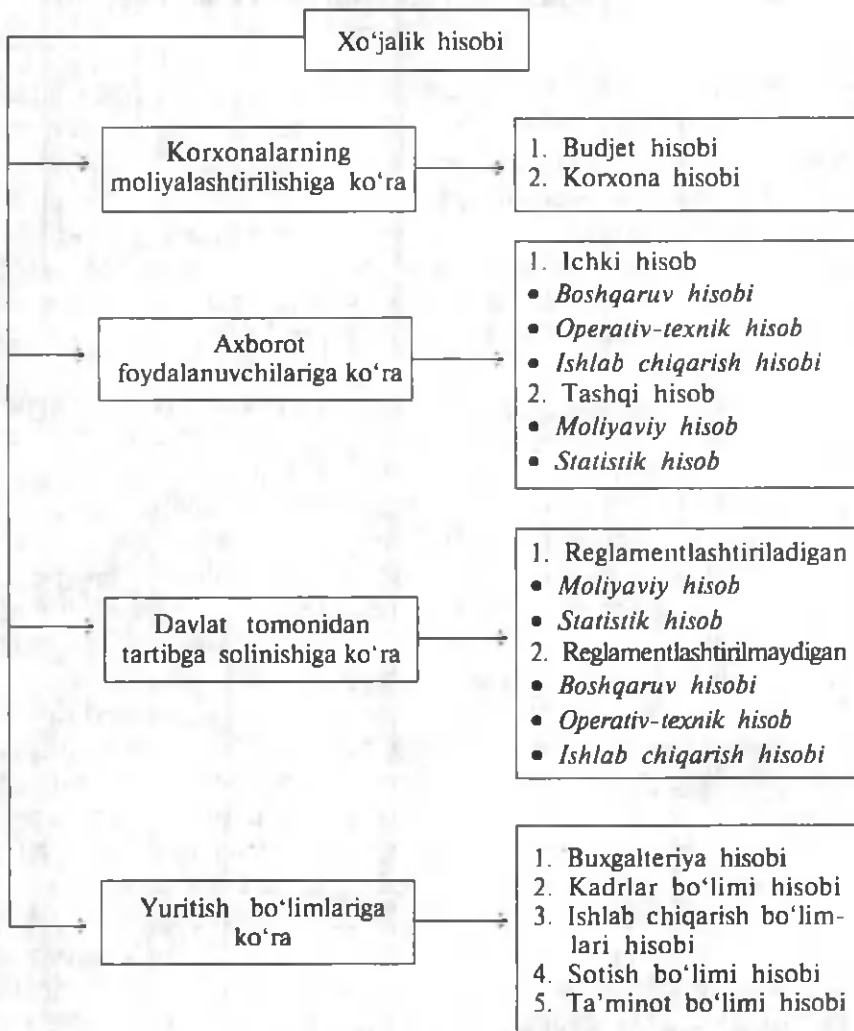 Xo‘jalik hisobi
Korxonalarning
moliyalashtirilishiga ko‘ra
1. Budjet hisobi
2. Korxona hisobi
Axborot
foydalanuvchilariga ko‘ra
1. Ichki hisob
• Boshqaruv hisobi
• Operativ-texnik hisob
• Ishlab chiqarish hisobi
2. Tashqi hisob
• Moliyaviy hisob
• Statistik hisob
Davlat tomonidan
tartibga solinishiga ko‘ra
1. Reglamentlashtiriladigan
• Moliyaviy hisob
• Statistik hisob
2. Reglamentlashtirilmaydigan
• Boshqaruv hisobi
• Operativ-texnik hisob
• Ishlab chiqarish hisobi
Yuritish bo‘limlariga
ko‘ra
1. Buxgalteriya hisobi
2. Kadrlar bo‘limi hisobi
3. Ishlab chiqarish bo‘lim-
lari hisobi
4. Sotish bo‘limi hisobi
5. Ta’minot bo‘limi hisobi